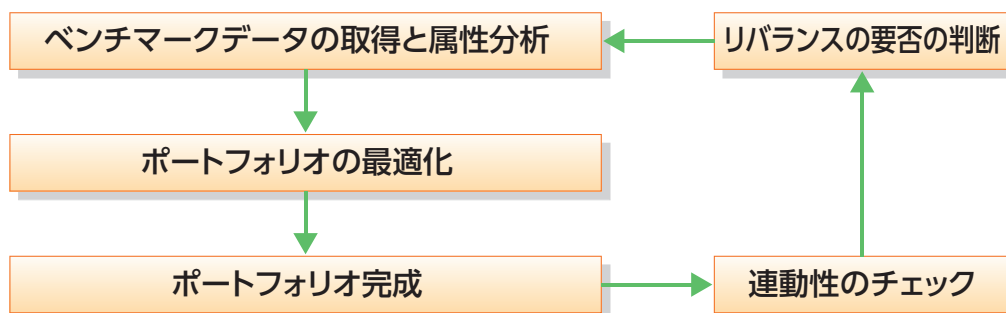 ベンチマークデータの取得と属性分析
リバランスの要否の判断
ポートフォリオの最適化
ポートフォリオ完成
連動性のチェック